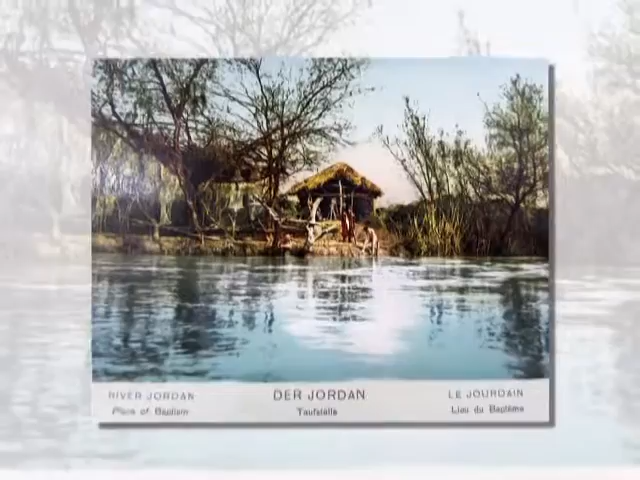 RIVER JORDAN
Place of Baptism
DER JORDAN
Taufstelle
LE JOURDAIN
Lieu du Baptême